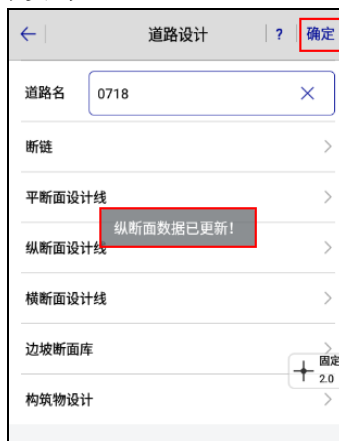 道路设计
?
确定
道路名
0718
断链
平断面设计线
纵断面数据已更新！
纵断面设计线
横断面设计线
边坡断面库
固定
2.0
构筑物设计